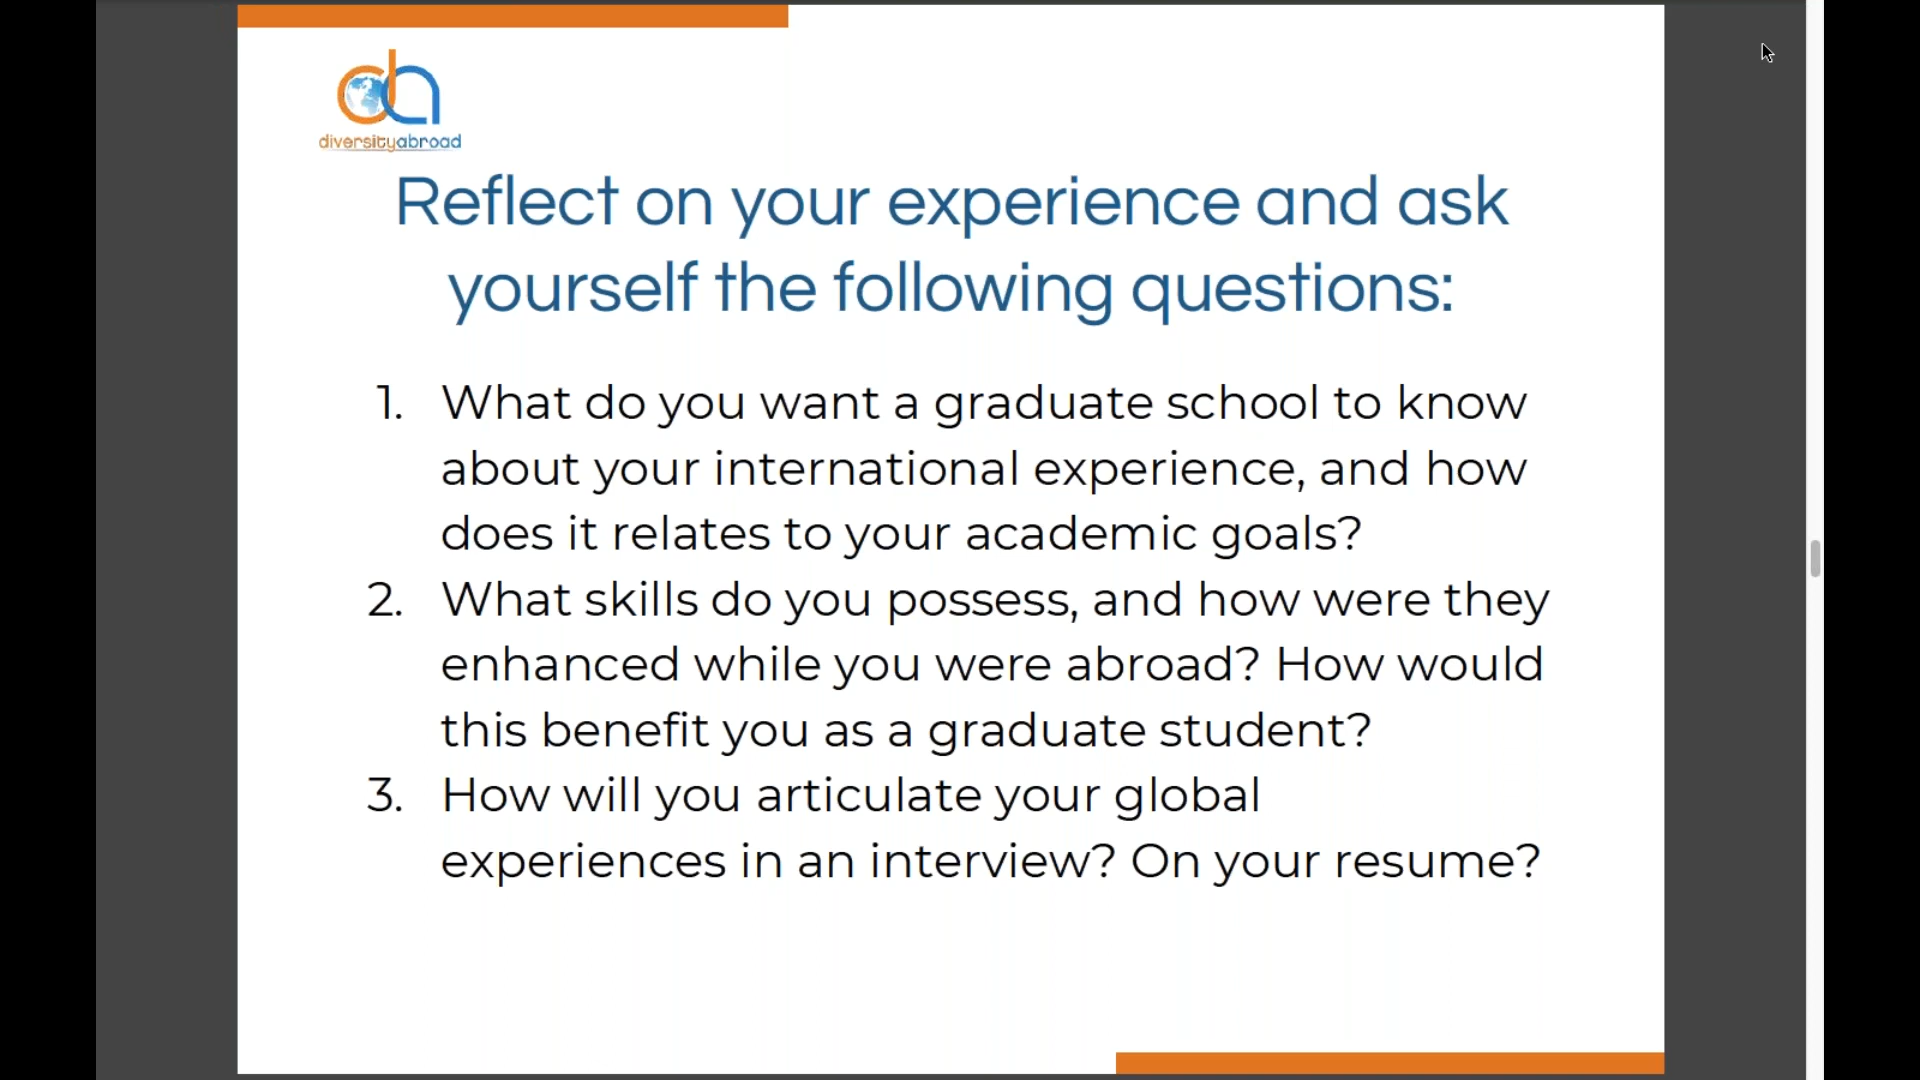 diversityabroad
Reflect on your experience and ask
yourself the following questions:
1. What do you want a graduate school to know
about your international experience, and how
does it relates to your academic goals?
2. What skills do you possess, and how were they
enhanced while you were abroad? How would
this benefit you as a graduate student?
3. How will you articulate your global
experiences in an interview? On your resume?